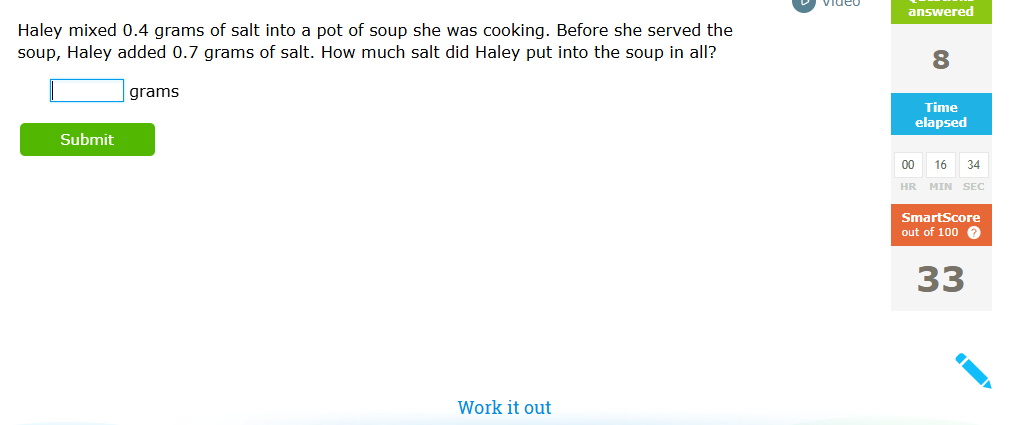 Haley mixed 0.4 grams of salt into a pot of soup she was cooking. Before she served the
soup, Haley added 0.7 grams of salt. How much salt did Haley put into the soup in all?
grams
Submit
Video
answered
8
Time
elapsed
00 16 34
HR MIN SEC
SmartScore
out of 100 ?
33
Work it out